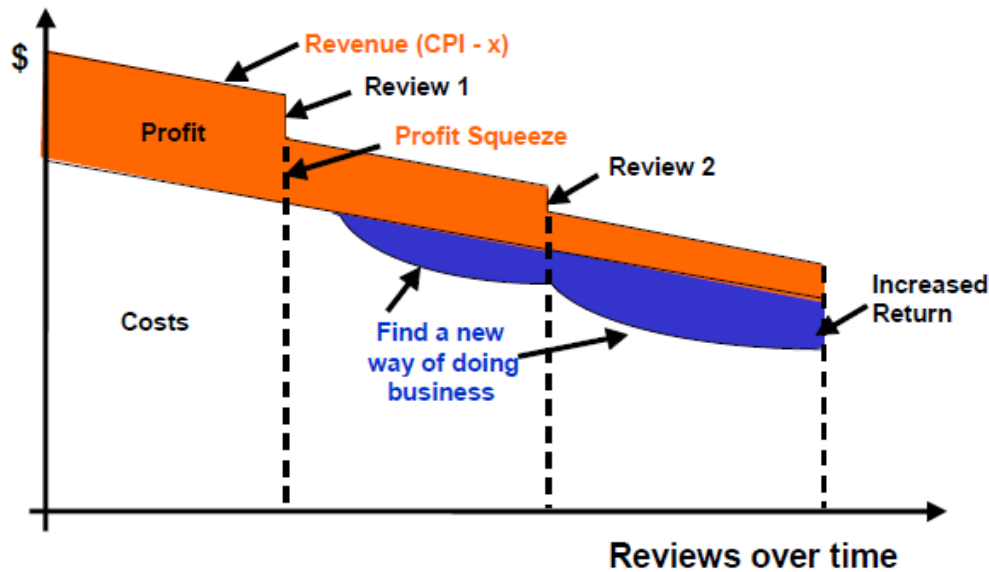 $
Revenue (CPI - x)
Review 1
Profit
Profit Squeeze
Review 2
Increased
Return
Costs
Find a new
way of doing
business
Reviews over time